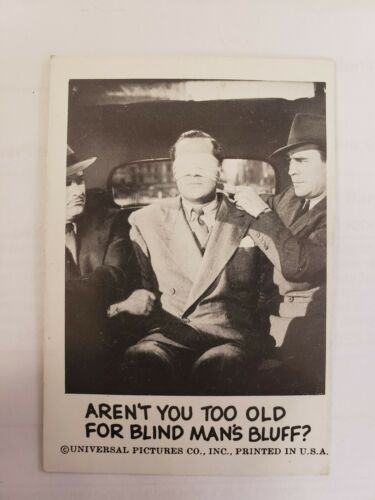 AREN'T YOU TOO OLD
FOR BLIND MAN'S BLUFF?
©UNIVERSAL PICTURES CO., INC., PRINTED IN U.S.A.